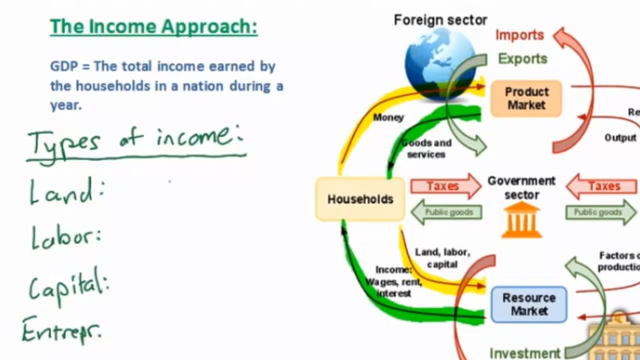 The Income Approach:
GDP = The total income earned by
the households in a nation during a
year.
Types of income:
Land:
Labor:
Capital:
Entrepr.
Foreign sector
Imports
Exports
Product
Market
Money
Goods and
services
Output
Households
Taxes
Public goods
Government
sector
Taxes
Public goods
Land, labor,
capital
Income:
Wages, rent,
interest
Resource
Market
Investment